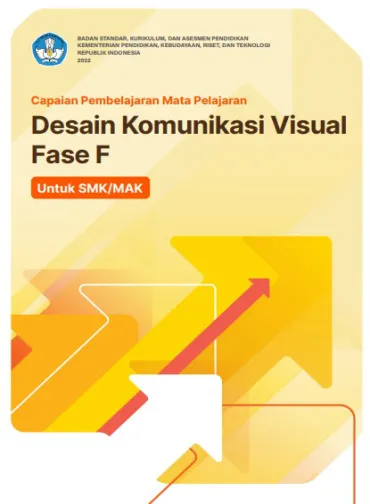 BADAN STANDAR, KURIKULUM, DAN ASESMEN PENDIDIKAN
KEMENTERIAN PENDIDIKAN, KEBUDAYAAN, RISET, DAN TEKNOLOGI
REPUBLIK INDONESIA
2022
Capaian Pembelajaran Mata Pelajaran
Desain Komunikasi Visual
Fase F
Untuk SMK/MAK